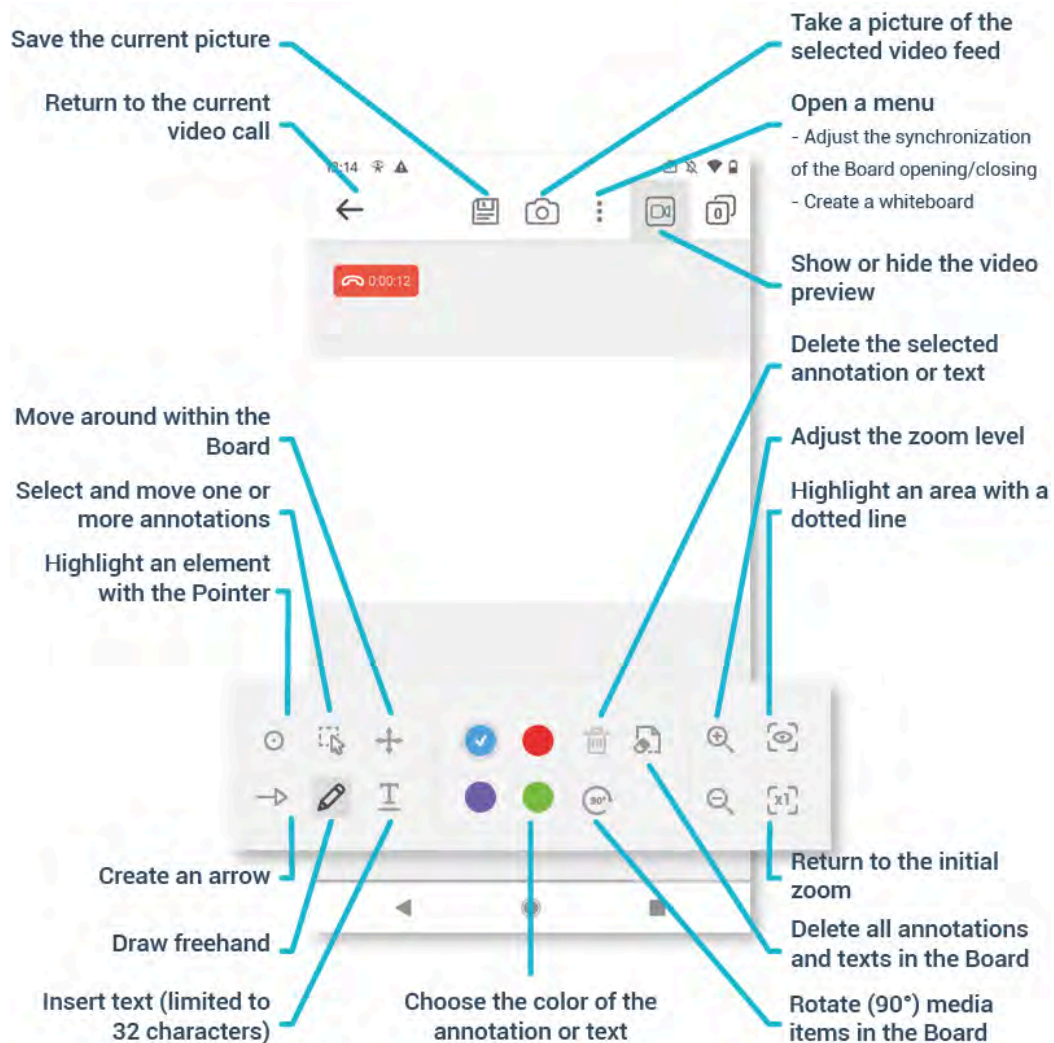 Save the current picture
Take a picture of the
selected video feed
Return to the current
video call
Open a menu
- Adjust the synchronization
of the Board opening/closing
- Create a whiteboard
0
Show or hide the video
preview
0:00:12
Delete the selected
annotation or text
Move around within the
Board
Adjust the zoom level
Select and move one or
more annotations
Highlight an area with a
dotted line
Highlight an element
with the Pointer
T
90°
x1
Create an arrow
Return to the initial
zoom
Draw freehand
Delete all annotations
and texts in the Board
Insert text (limited to
32 characters)
Choose the color of the
annotation or text
Rotate (90°) media
items in the Board